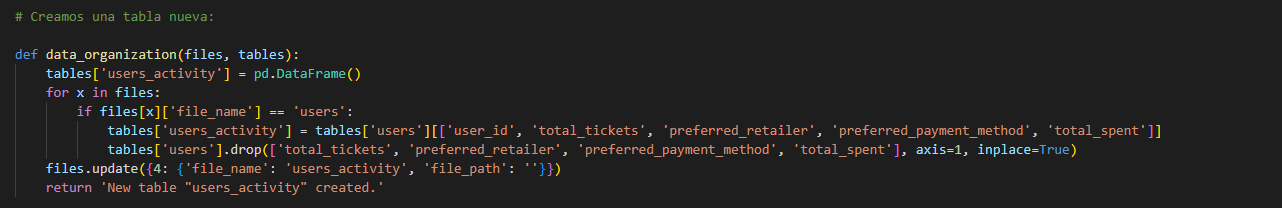 # Creamos una tabla nueva:
def data_organization(files, tables):
    tables['users_activity'] = pd.DataFrame()
    for x in files:
        if files[x]['file_name'] == 'users':
            tables['users_activity'] = tables['users'][['user_id', 'total_tickets', 'preferred_retailer', 'preferred_payment_method', 'total_spent']]
            tables['users'].drop(['total_tickets', 'preferred_retailer', 'preferred_payment_method', 'total_spent'], axis=1, inplace=True)
    files.update({4: {'file_name': 'users_activity', 'file_path': ''}})
    return 'New table "users_activity" created.'